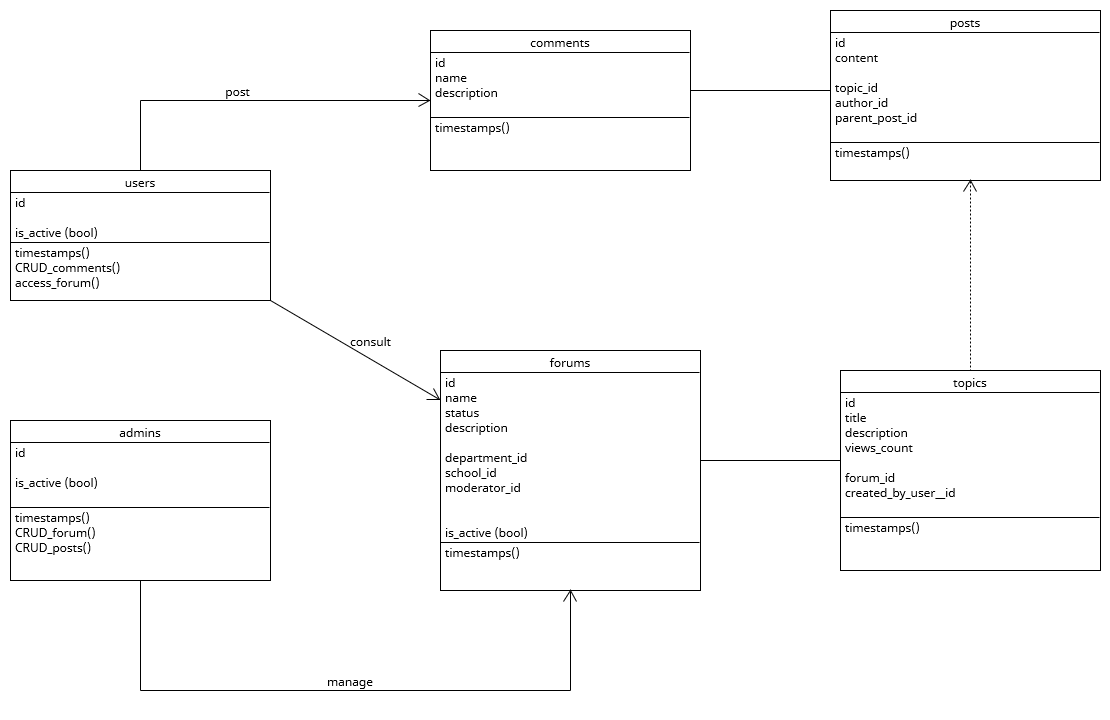 posts
id
content
topic_id
author_id
parent_post_id
timestamps()
comments
id
name
description
timestamps()
post
users
id
is_active (bool)
timestamps()
CRUD_comments()
access_forum()
consult
forums
id
name
status
description
department_id
school_id
moderator_id
is_active (bool)
timestamps()
topics
id
title
description
views_count
forum_id
created_by_user__id
timestamps()
admins
id
is_active (bool)
timestamps()
CRUD_forum()
CRUD_posts()
manage